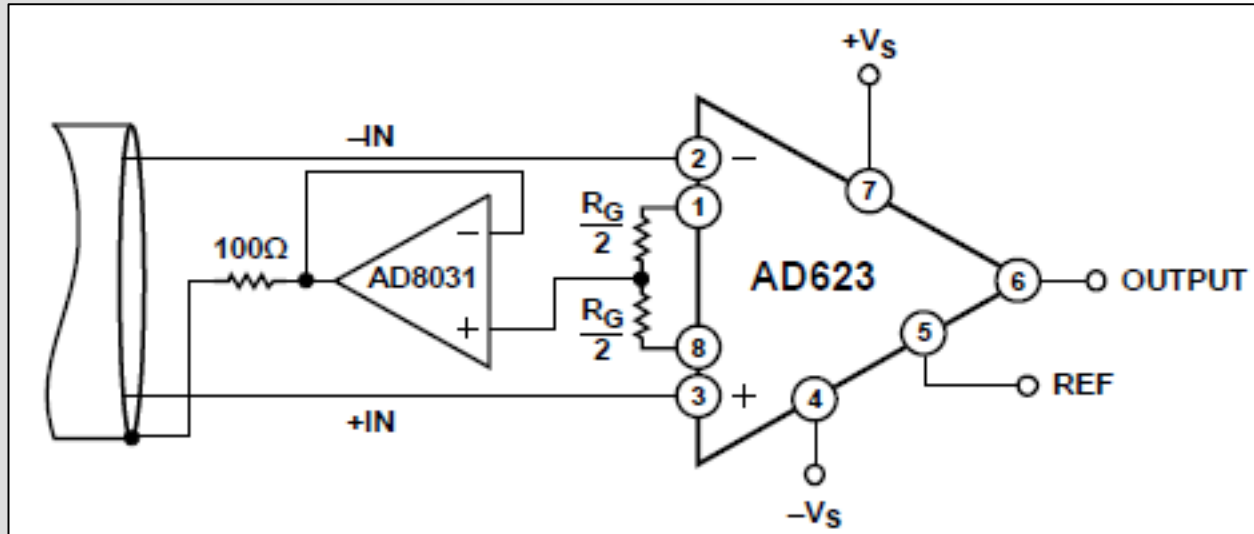 +VS
–IN
2
–
7
1
RG
2
100Ω
–
AD8031
AD623
6
OUTPUT
+
RG
2
5
8
3
+
4
REF
+IN
–VS